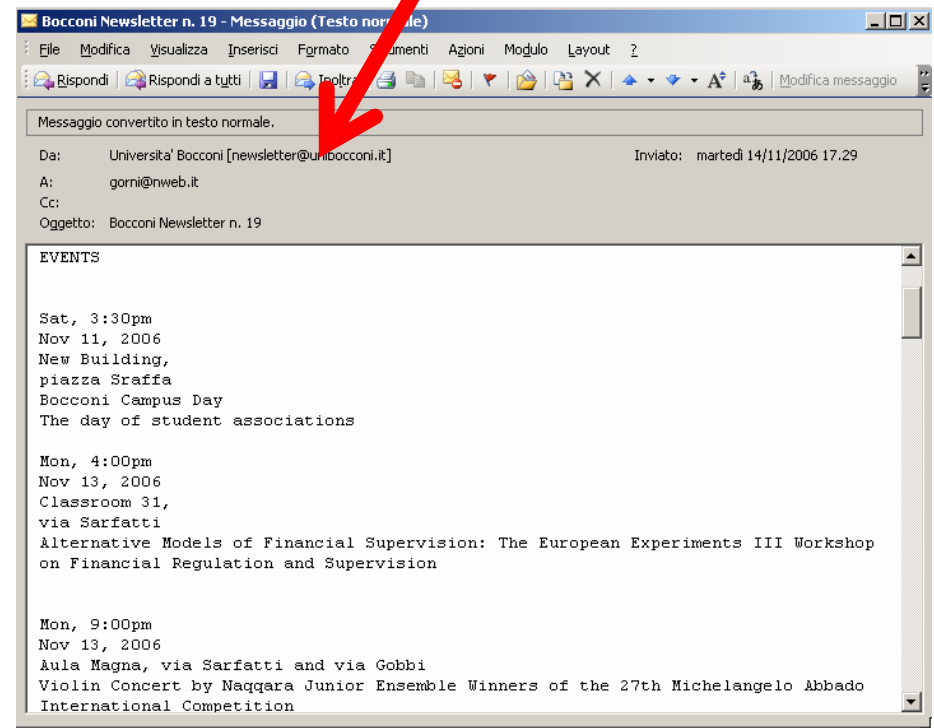 Bocconi Newsletter n. 19 - Messaggio (Testo normale)
File Modifica Visualizza Inserisci Formato Azioni Modulo Layout ?
Rispondi Rispondi a tutti Modifica messaggio
Messaggio convertito in testo normale.
Da: Universita' Bocconi [newsletter@unibocconi.it] Inviato: martedì 14/11/2006 17.29
A: gorni@nweb.it
Cc:
Oggetto: Bocconi Newsletter n. 19
EVENTS
Sat, 3:30pm
Nov 11, 2006
New Building,
piazza Sraffa
Bocconi Campus Day
The day of student associations
Mon, 4:00pm
Nov 13, 2006
Classroom 31,
via Sarfatti
Alternative Models of Financial Supervision: The European Experiments III Workshop
on Financial Regulation and Supervision
Mon, 9:00pm
Nov 13, 2006
Aula Magna, via Sarfatti and via Gobbi
Violin Concert by Naqqara Junior Ensemble Winners of the 27th Michelangelo Abbado
International Competition